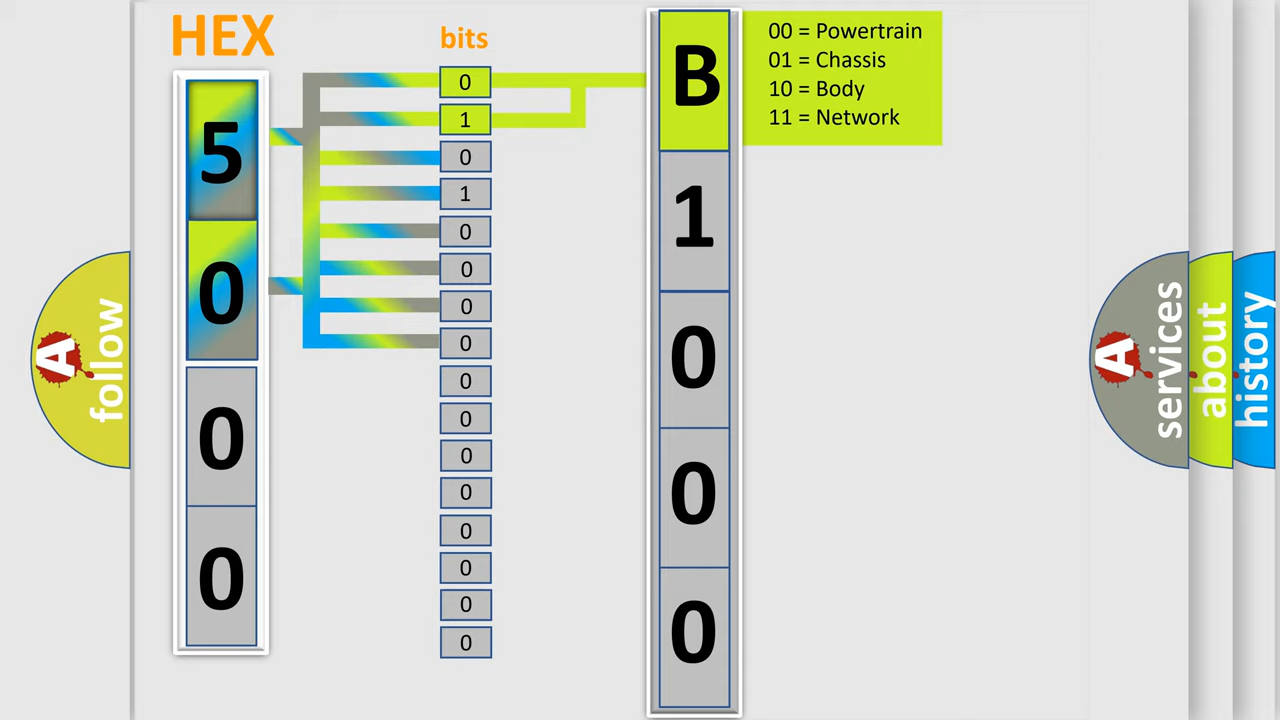 HEX
bits
5
0
0
0
0
1
0
1
0
0
0
0
0
0
0
0
0
0
0
0
B
1
0
0
0
00 = Powertrain
01 = Chassis
10 = Body
11 = Network
A
follow
A
services
about
history